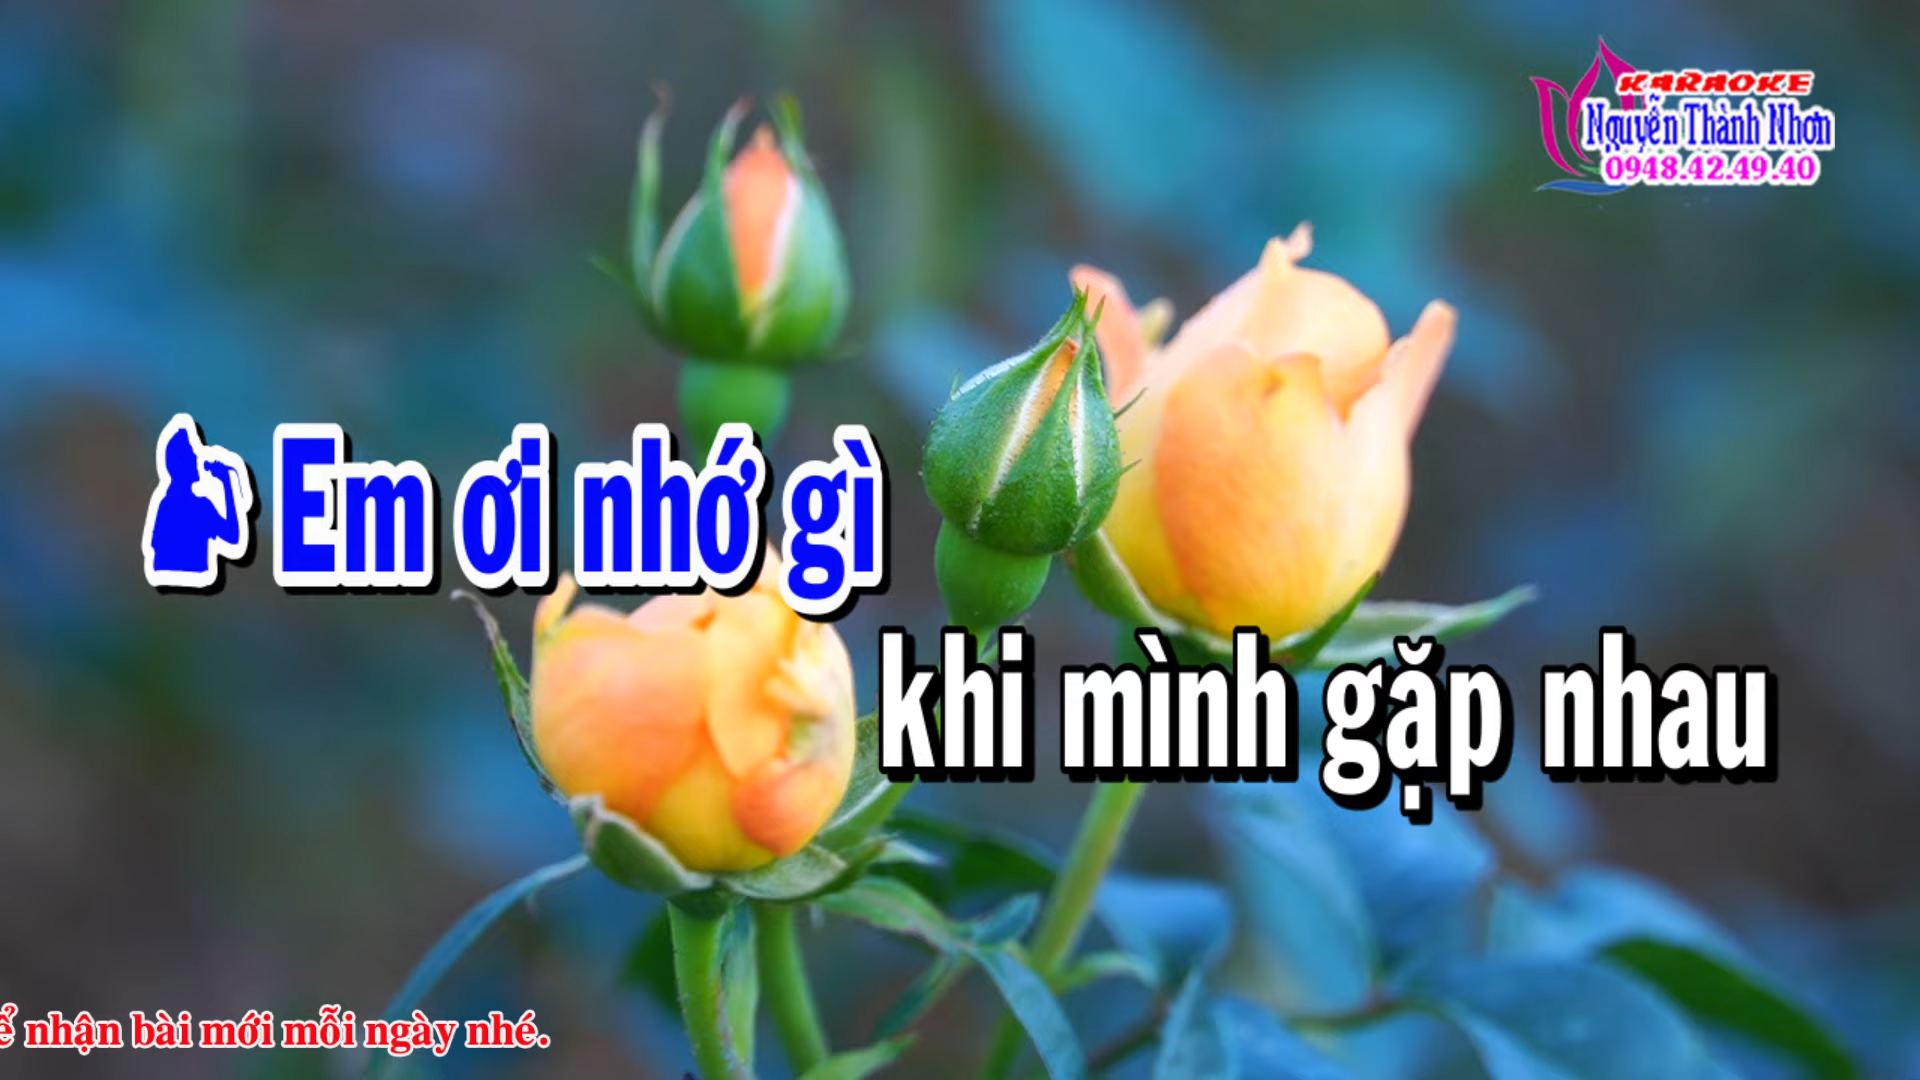 KARAOKE
Nguyễn Thành Nhơn
0948.42.49.40
Em ơi nhớ gì
khi mình gặp nhau
nhận bài mới mỗi ngày nhé.